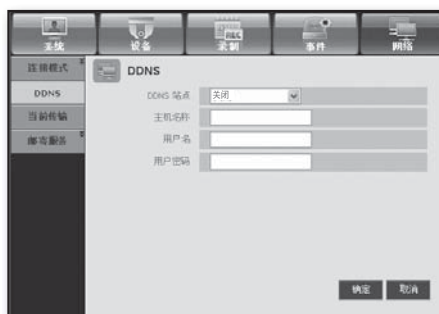 系统 设备 录制 事件 网络
连接模式
DDNS
DDNS
DDNS 站点 关闭
当前传输
主机名称
邮寄服务
用户名
用户密码
确定 取消